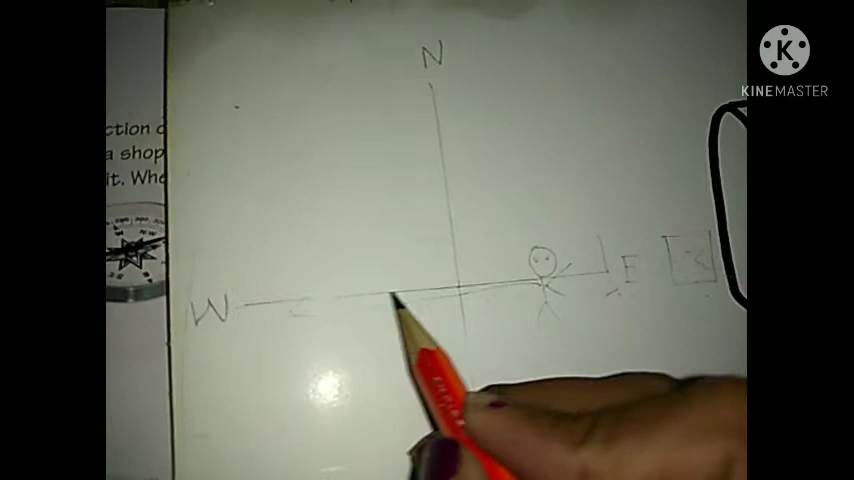 N
K
KINEMASTER
ction o
a shop
it. Whe
W
E